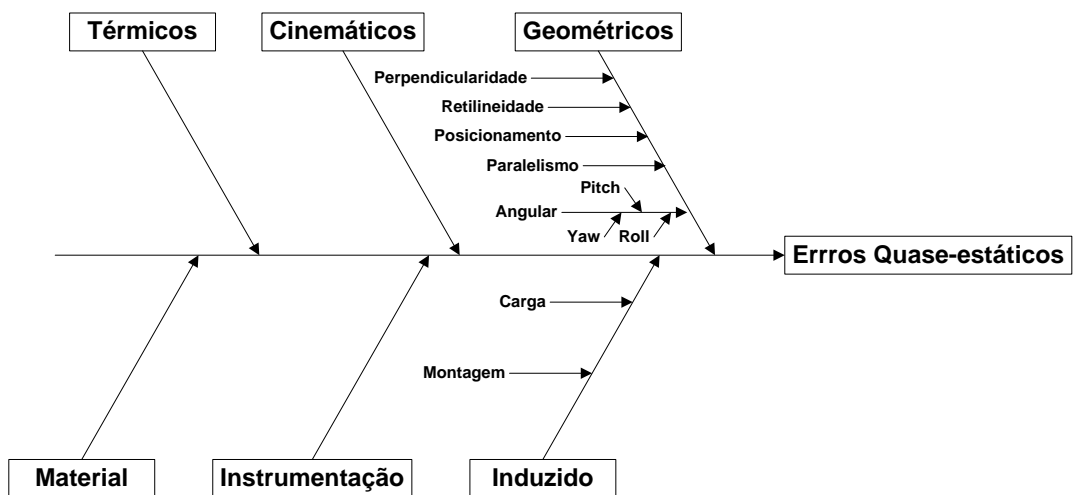 Térmicos
Cinemáticos
Geométricos
Perpendicularidade
Retilineidade
Posicionamento
Paralelismo
Pitch
Angular
Yaw
Roll
Errros Quase-estáticos
Carga
Montagem
Material
Instrumentação
Induzido